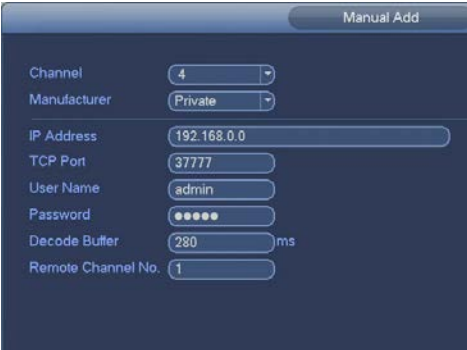 Manual Add
Channel 4
Manufacturer Private
IP Address 192.168.0.0
TCP Port 37777
User Name admin
Password ●●●●●
Decode Buffer 280 ms
Remote Channel No. 1